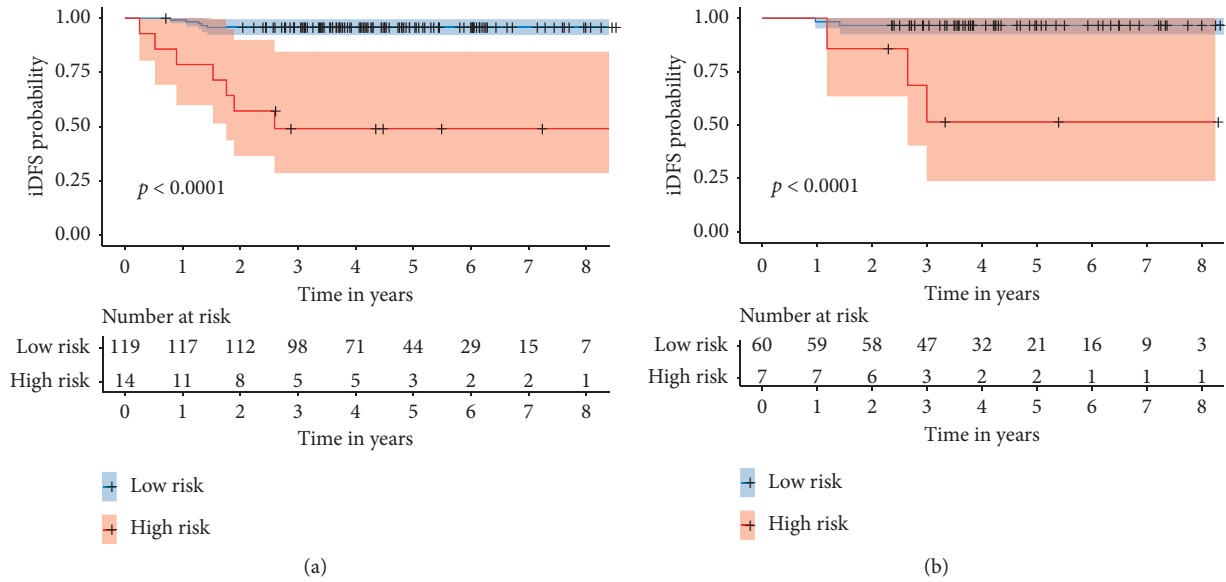 1.00
0.75
0.50
0.25
0.00
iDFS probability
p < 0.0001
0 1 2 3 4 5 6 7 8
Time in years
Number at risk
Low risk 119 117 112 98 71 44 29 15 7
High risk 14 11 8 5 5 3 2 2 1
0 1 2 3 4 5 6 7 8
Time in years
Low risk
High risk
(a)
1.00
0.75
0.50
0.25
0.00
iDFS probability
p < 0.0001
0 1 2 3 4 5 6 7 8
Time in years
Number at risk
Low risk 60 59 58 47 32 21 16 9 3
High risk 7 7 6 3 2 2 1 1 1
0 1 2 3 4 5 6 7 8
Time in years
Low risk
High risk
(b)